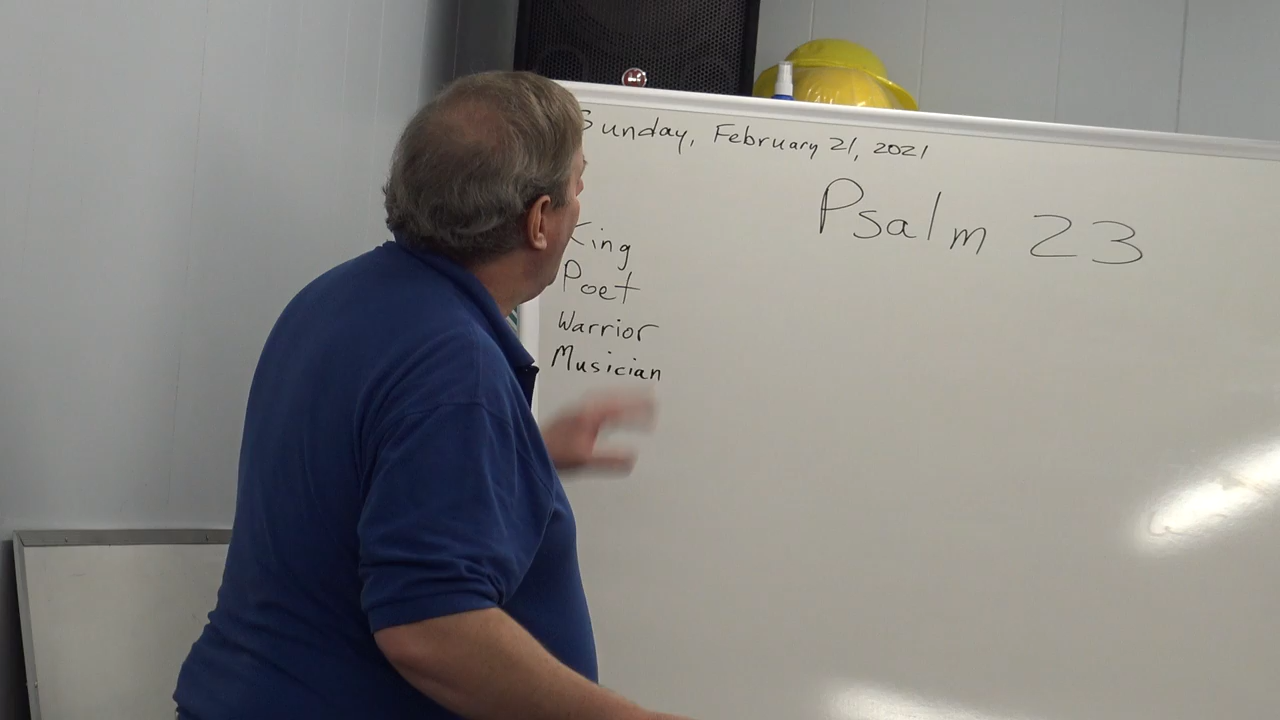 Sunday, February 21, 2021
Psalm 23
King
Poet
Warrior
Musician